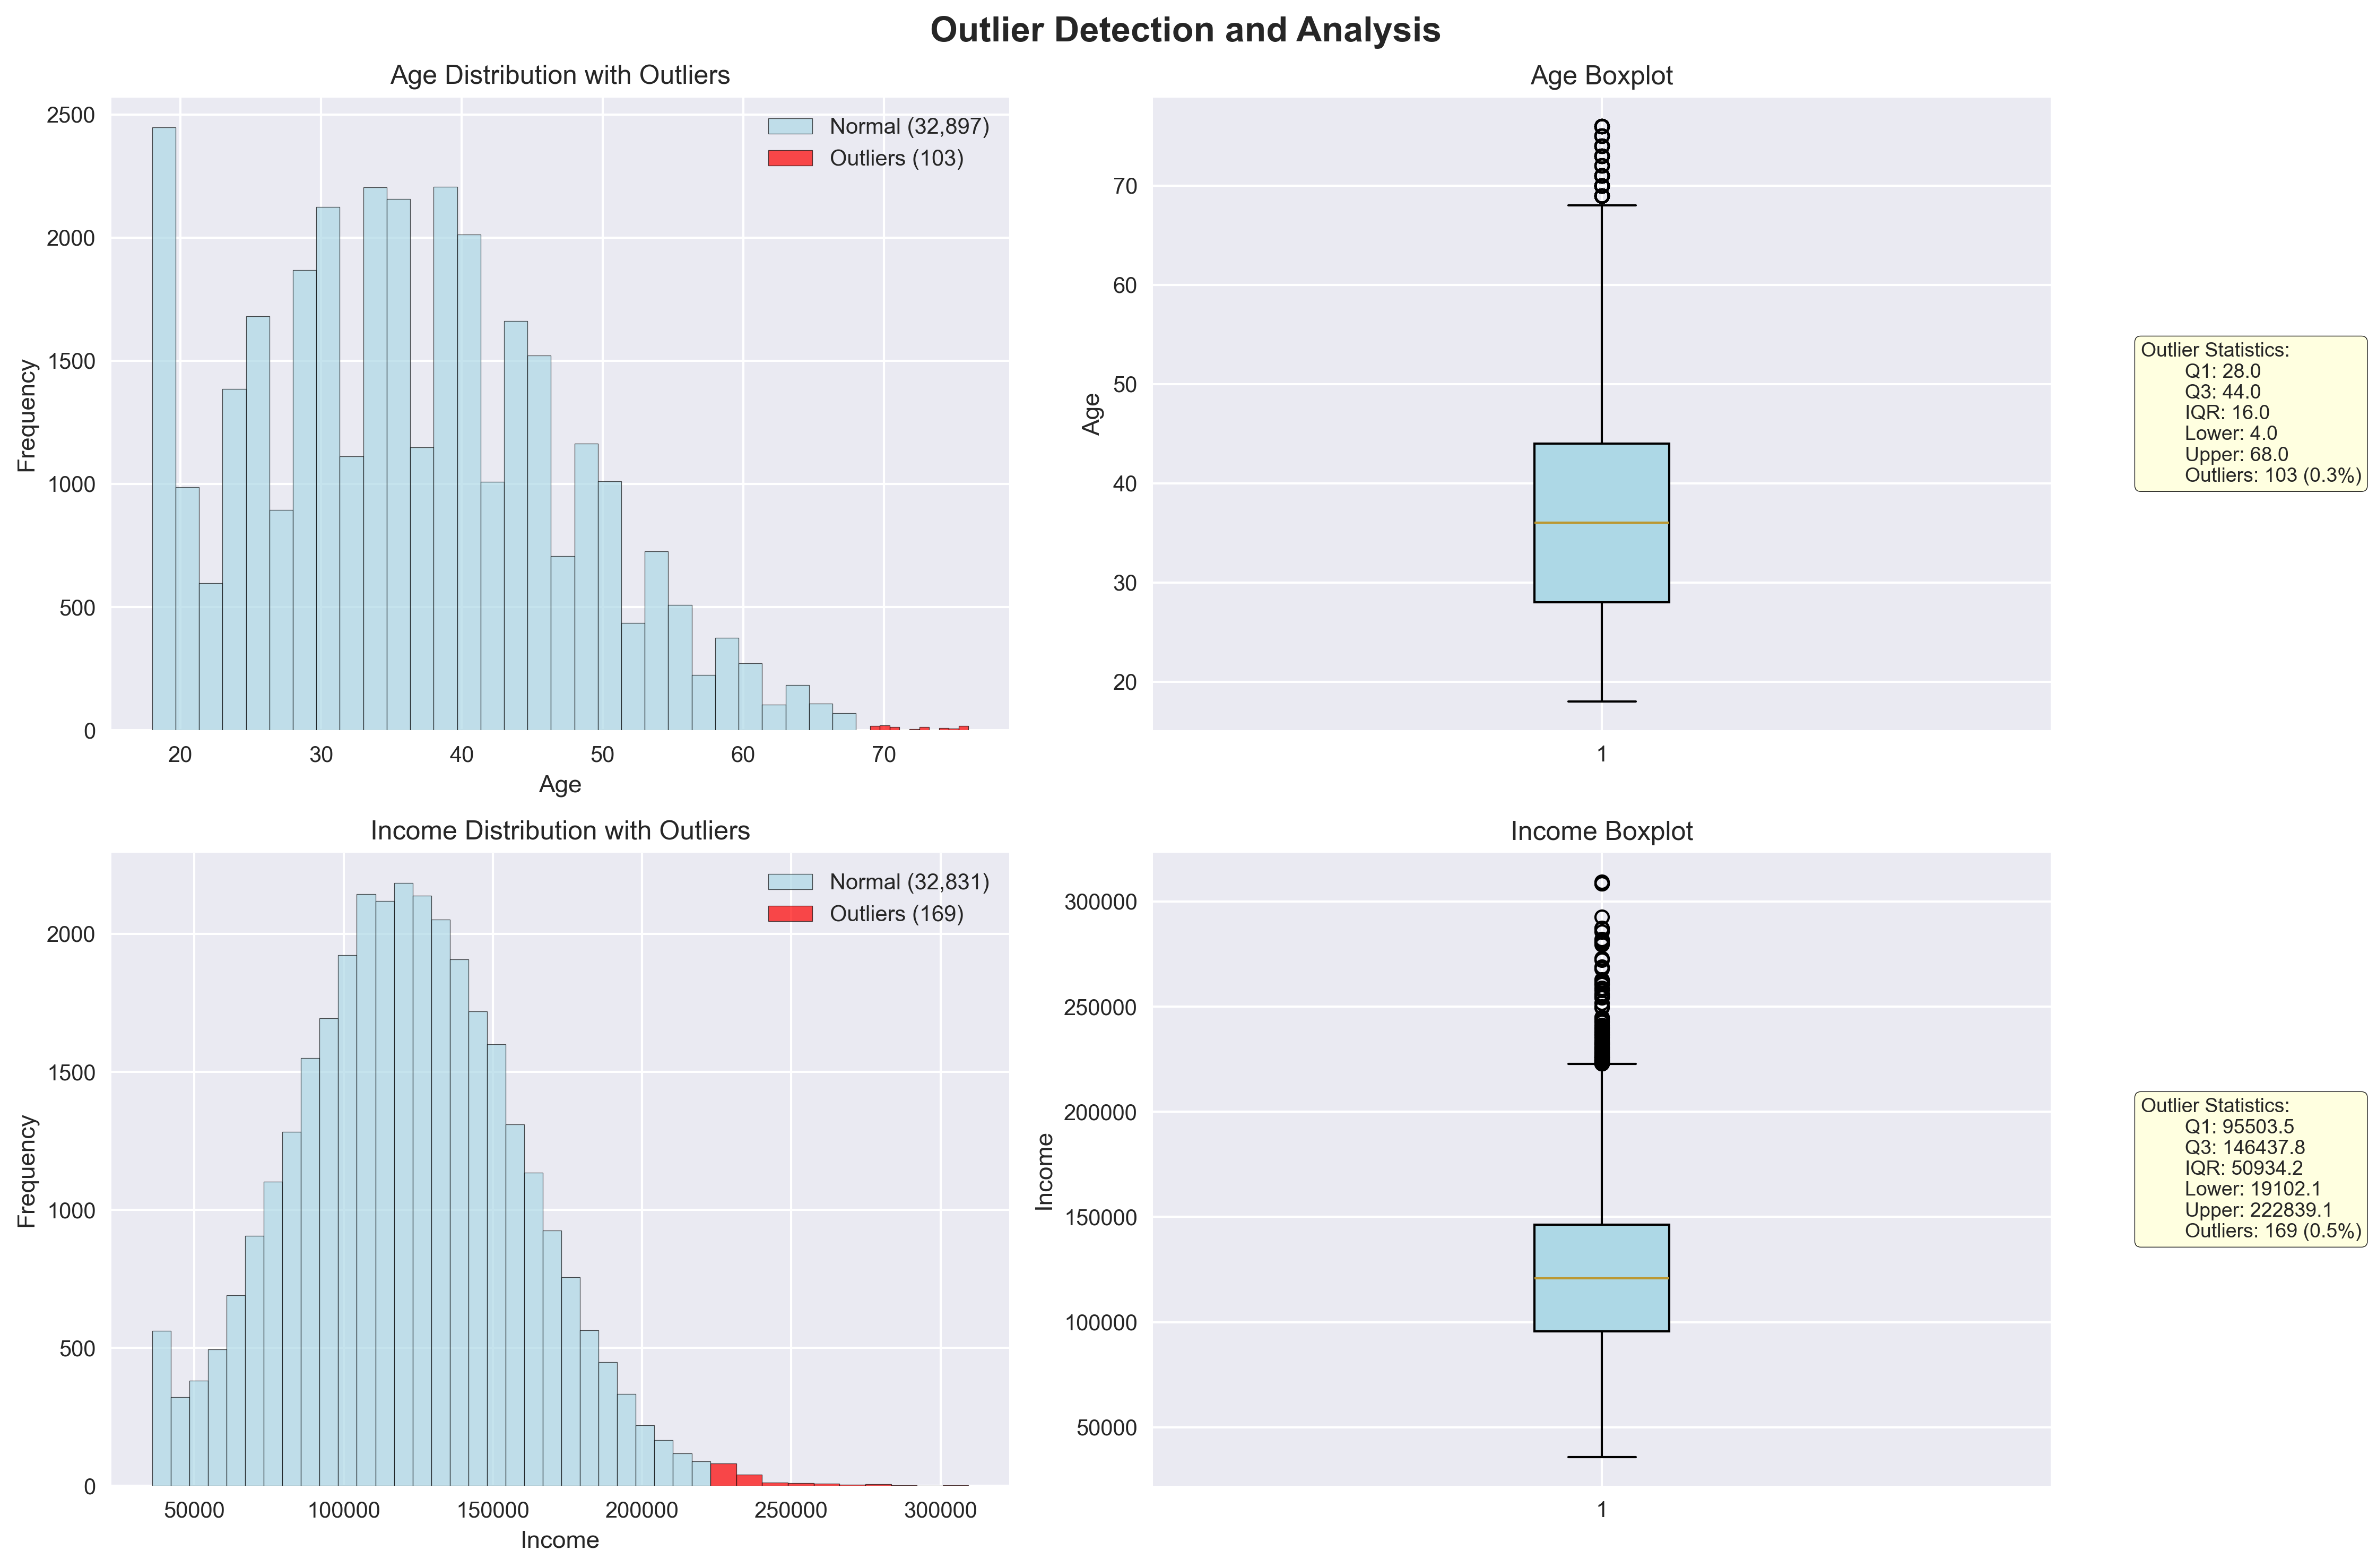 Outlier Detection and Analysis
Age Distribution with Outliers
2500
2000
1500
1000
500
0
Frequency
Normal (32,897)
Outliers (103)
20 30 40 50 60 70
Age
Age Boxplot
70
60
50
40
30
20
Age
1
Outlier Statistics:
Q1: 28.0
Q3: 44.0
IQR: 16.0
Lower: 4.0
Upper: 68.0
Outliers: 103 (0.3%)
Income Distribution with Outliers
2000
1500
1000
500
0
Frequency
Normal (32,831)
Outliers (169)
50000 100000 150000 200000 250000 300000
Income
Income Boxplot
300000
250000
200000
150000
100000
50000
Income
1
Outlier Statistics:
Q1: 95503.5
Q3: 146437.8
IQR: 50934.2
Lower: 19102.1
Upper: 222839.1
Outliers: 169 (0.5%)